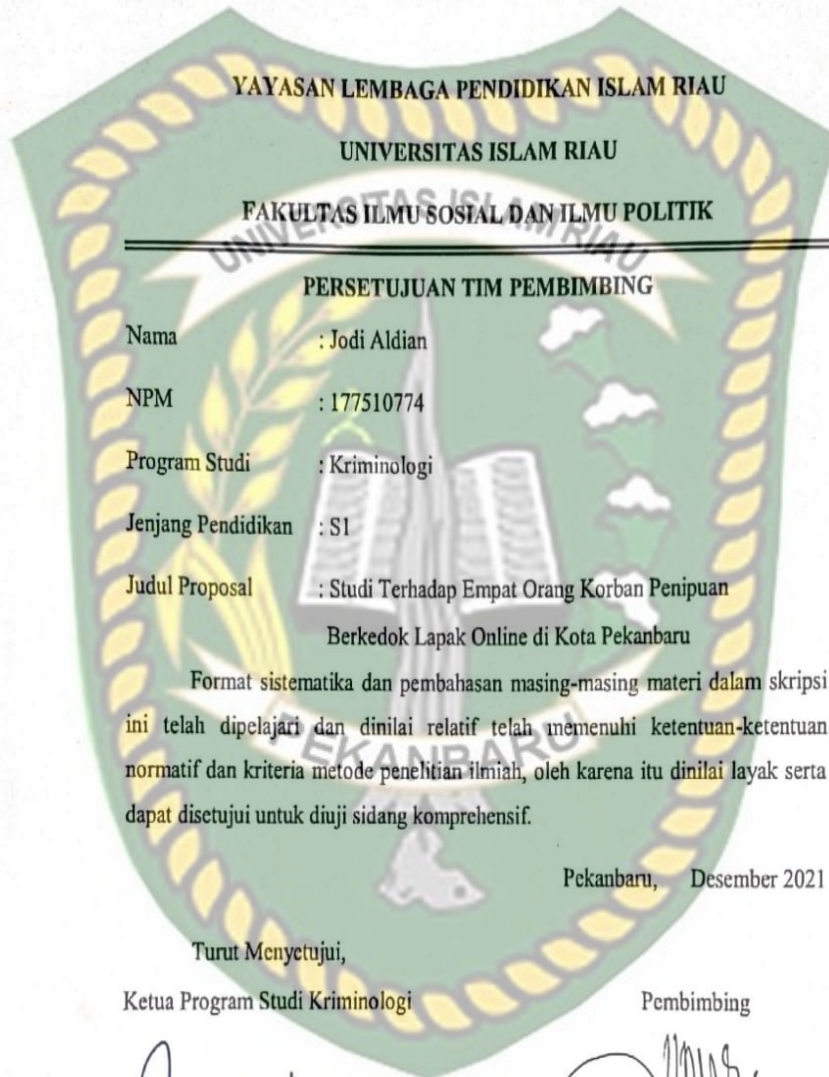 YAYASAN LEMBAGA PENDIDIKAN ISLAM RIAU
UNIVERSITAS ISLAM RIAU
FAKULTAS ILMU SOSIAL DAN ILMU POLITIK
UNIVERSITAS ISLAM RIAU
PERSETUJUAN TIM PEMBIMBING
Nama : Jodi Aldian
NPM : 177510774
Program Studi : Kriminologi
Jenjang Pendidikan : S1
Judul Proposal : Studi Terhadap Empat Orang Korban Penipuan
Berkedok Lapak Online di Kota Pekanbaru
Format sistematika dan pembahasan masing-masing materi dalam skripsi
ini telah dipelajari dan dinilai relatif telah memenuhi ketentuan-ketentuan
normatif dan kriteria metode penelitian ilmiah, oleh karena itu dinilai layak serta
dapat disetujui untuk diuji sidang komprehensif.
PEKANBARU
Pekanbaru, Desember 2021
Turut Menyetujui,
Ketua Program Studi Kriminologi Pembimbing